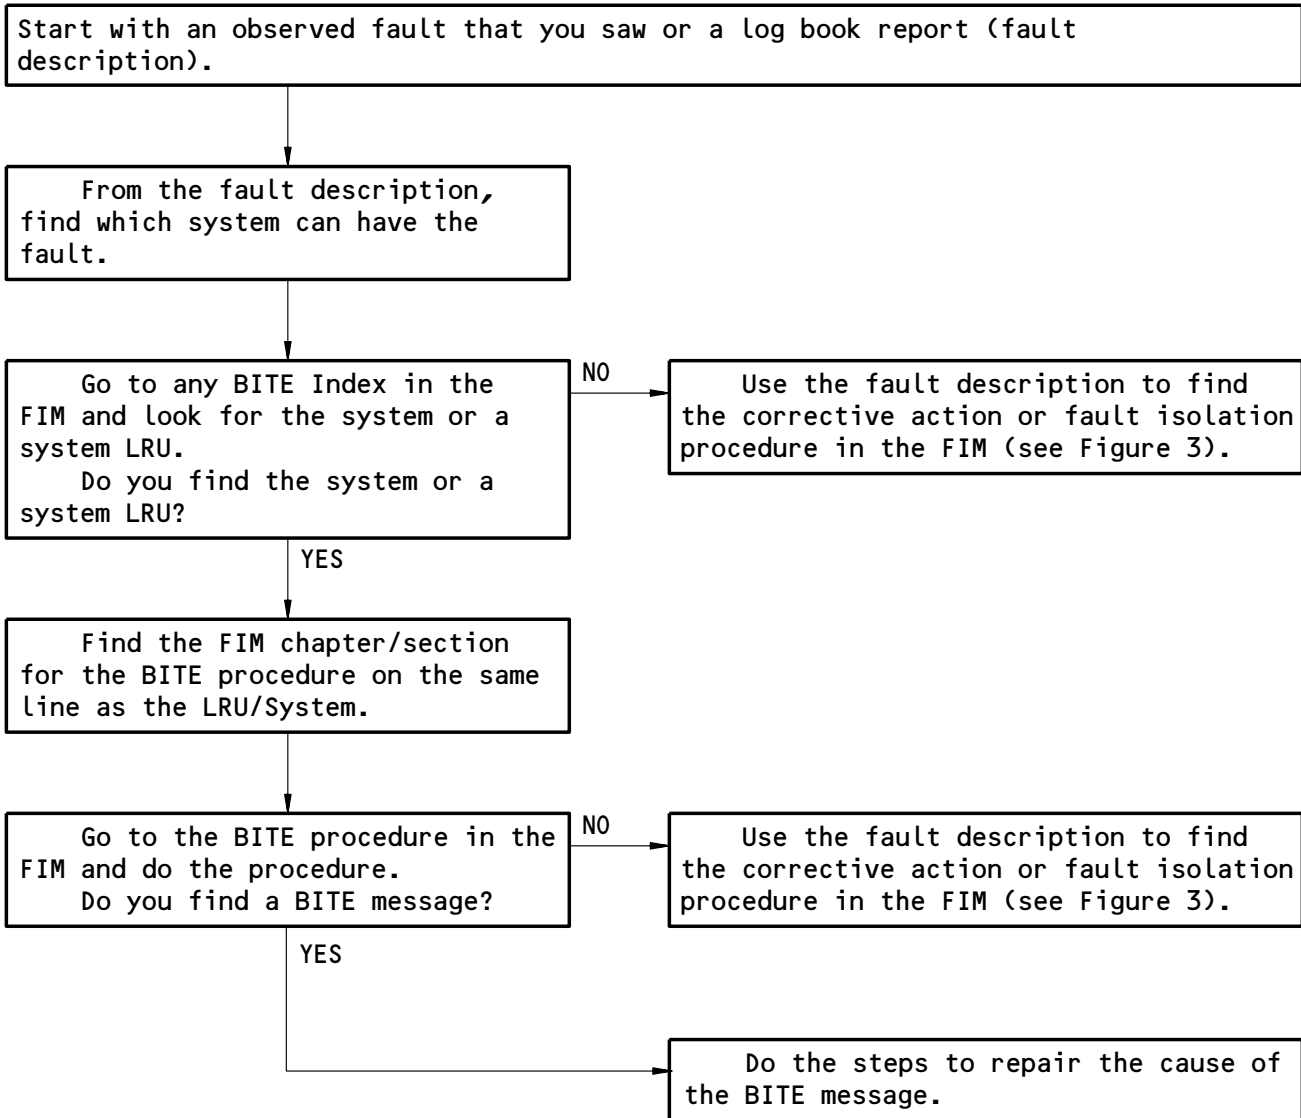 Start with an observed fault that you saw or a log book report (fault
description).
From the fault description,
find which system can have the
fault.
Go to any BITE Index in the
FIM and look for the system or a
system LRU.
Do you find the system or a
system LRU?
NO
Use the fault description to find
the corrective action or fault isolation
procedure in the FIM (see Figure 3).
YES
Find the FIM chapter/section
for the BITE procedure on the same
line as the LRU/System.
Go to the BITE procedure in the
FIM and do the procedure.
Do you find a BITE message?
NO
Use the fault description to find
the corrective action or fault isolation
procedure in the FIM (see Figure 3).
YES
Do the steps to repair the cause of
the BITE message.